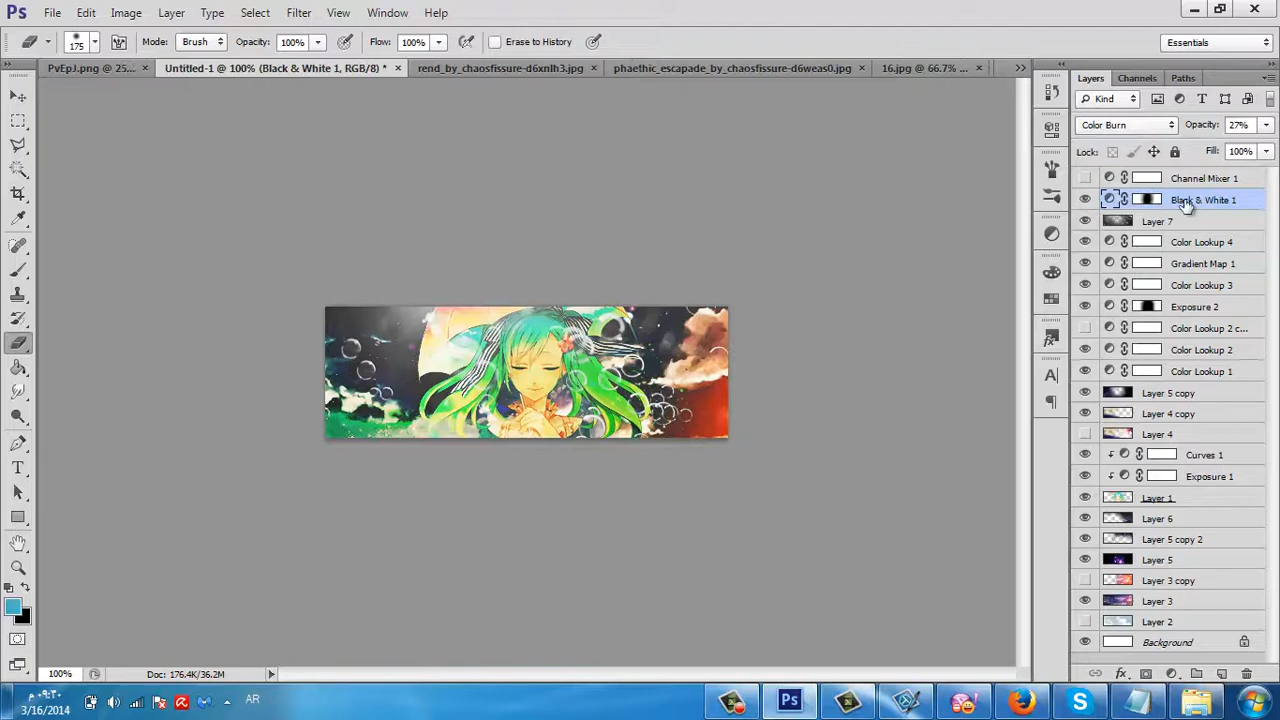 Ps File Edit Image Layer Type Select Filter 3D View Window Help
175 Mode: Brush Opacity: 100% Flow: 100% Erase to History Essentials
PvEpJ.png @ 25... × Untitled-1 @ 100% (Black & White 1, RGB/8) * × rend_by_chaosfissure-d6xnlh3.jpg × phaethic_escapade_by_chaosfissure-d6weas0.jpg × 16.jpg @ 66.7% ... × >>
Layers Channels Paths
Kind
Color Burn Opacity: 27%
Lock: Fill: 100%
Channel Mixer 1
Black & White 1
Layer 7
Color Lookup 4
Gradient Map 1
Color Lookup 3
Exposure 2
Color Lookup 2 c...
Color Lookup 2
Color Lookup 1
Layer 5 copy
Layer 4 copy
Layer 4
Curves 1
Exposure 1
Layer 1
Layer 6
Layer 5 copy 2
Layer 5
Layer 3 copy
Layer 3
Layer 2
Background
100% Doc: 176.4K/36.2M
fx
AR
3/16/2014